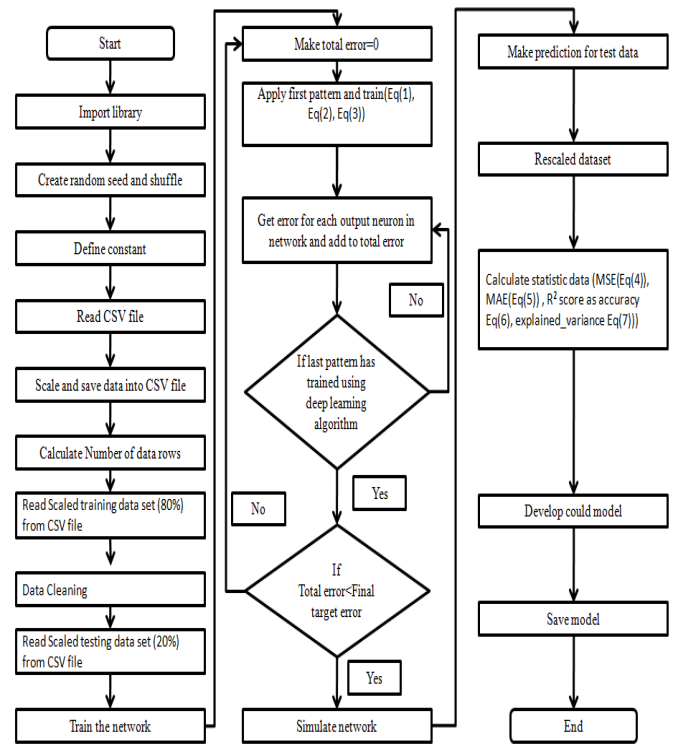 Start
Import library
Create random seed and shuffle
Define constant
Read CSV file
Scale and save data into CSV file
Calculate Number of data rows
Read Scaled training data set (80%)
from CSV file
Data Cleaning
Read Scaled testing data set (20%)
from CSV file
Train the network
Make total error=0
Apply first pattern and train(Eq(1),
Eq(2), Eq(3))
Get error for each output neuron in
network and add to total error
No
If last pattern has
trained using
deep learning
algorithm
Yes
No
If
Total error<Final
target error
Yes
Simulate network
Make prediction for test data
Rescaled dataset
Calculate statistic data (MSE(Eq(4)),
MAE(Eq(5)) , R² score as accuracy
Eq(6), explained_variance Eq(7)))
Develop could model
Save model
End